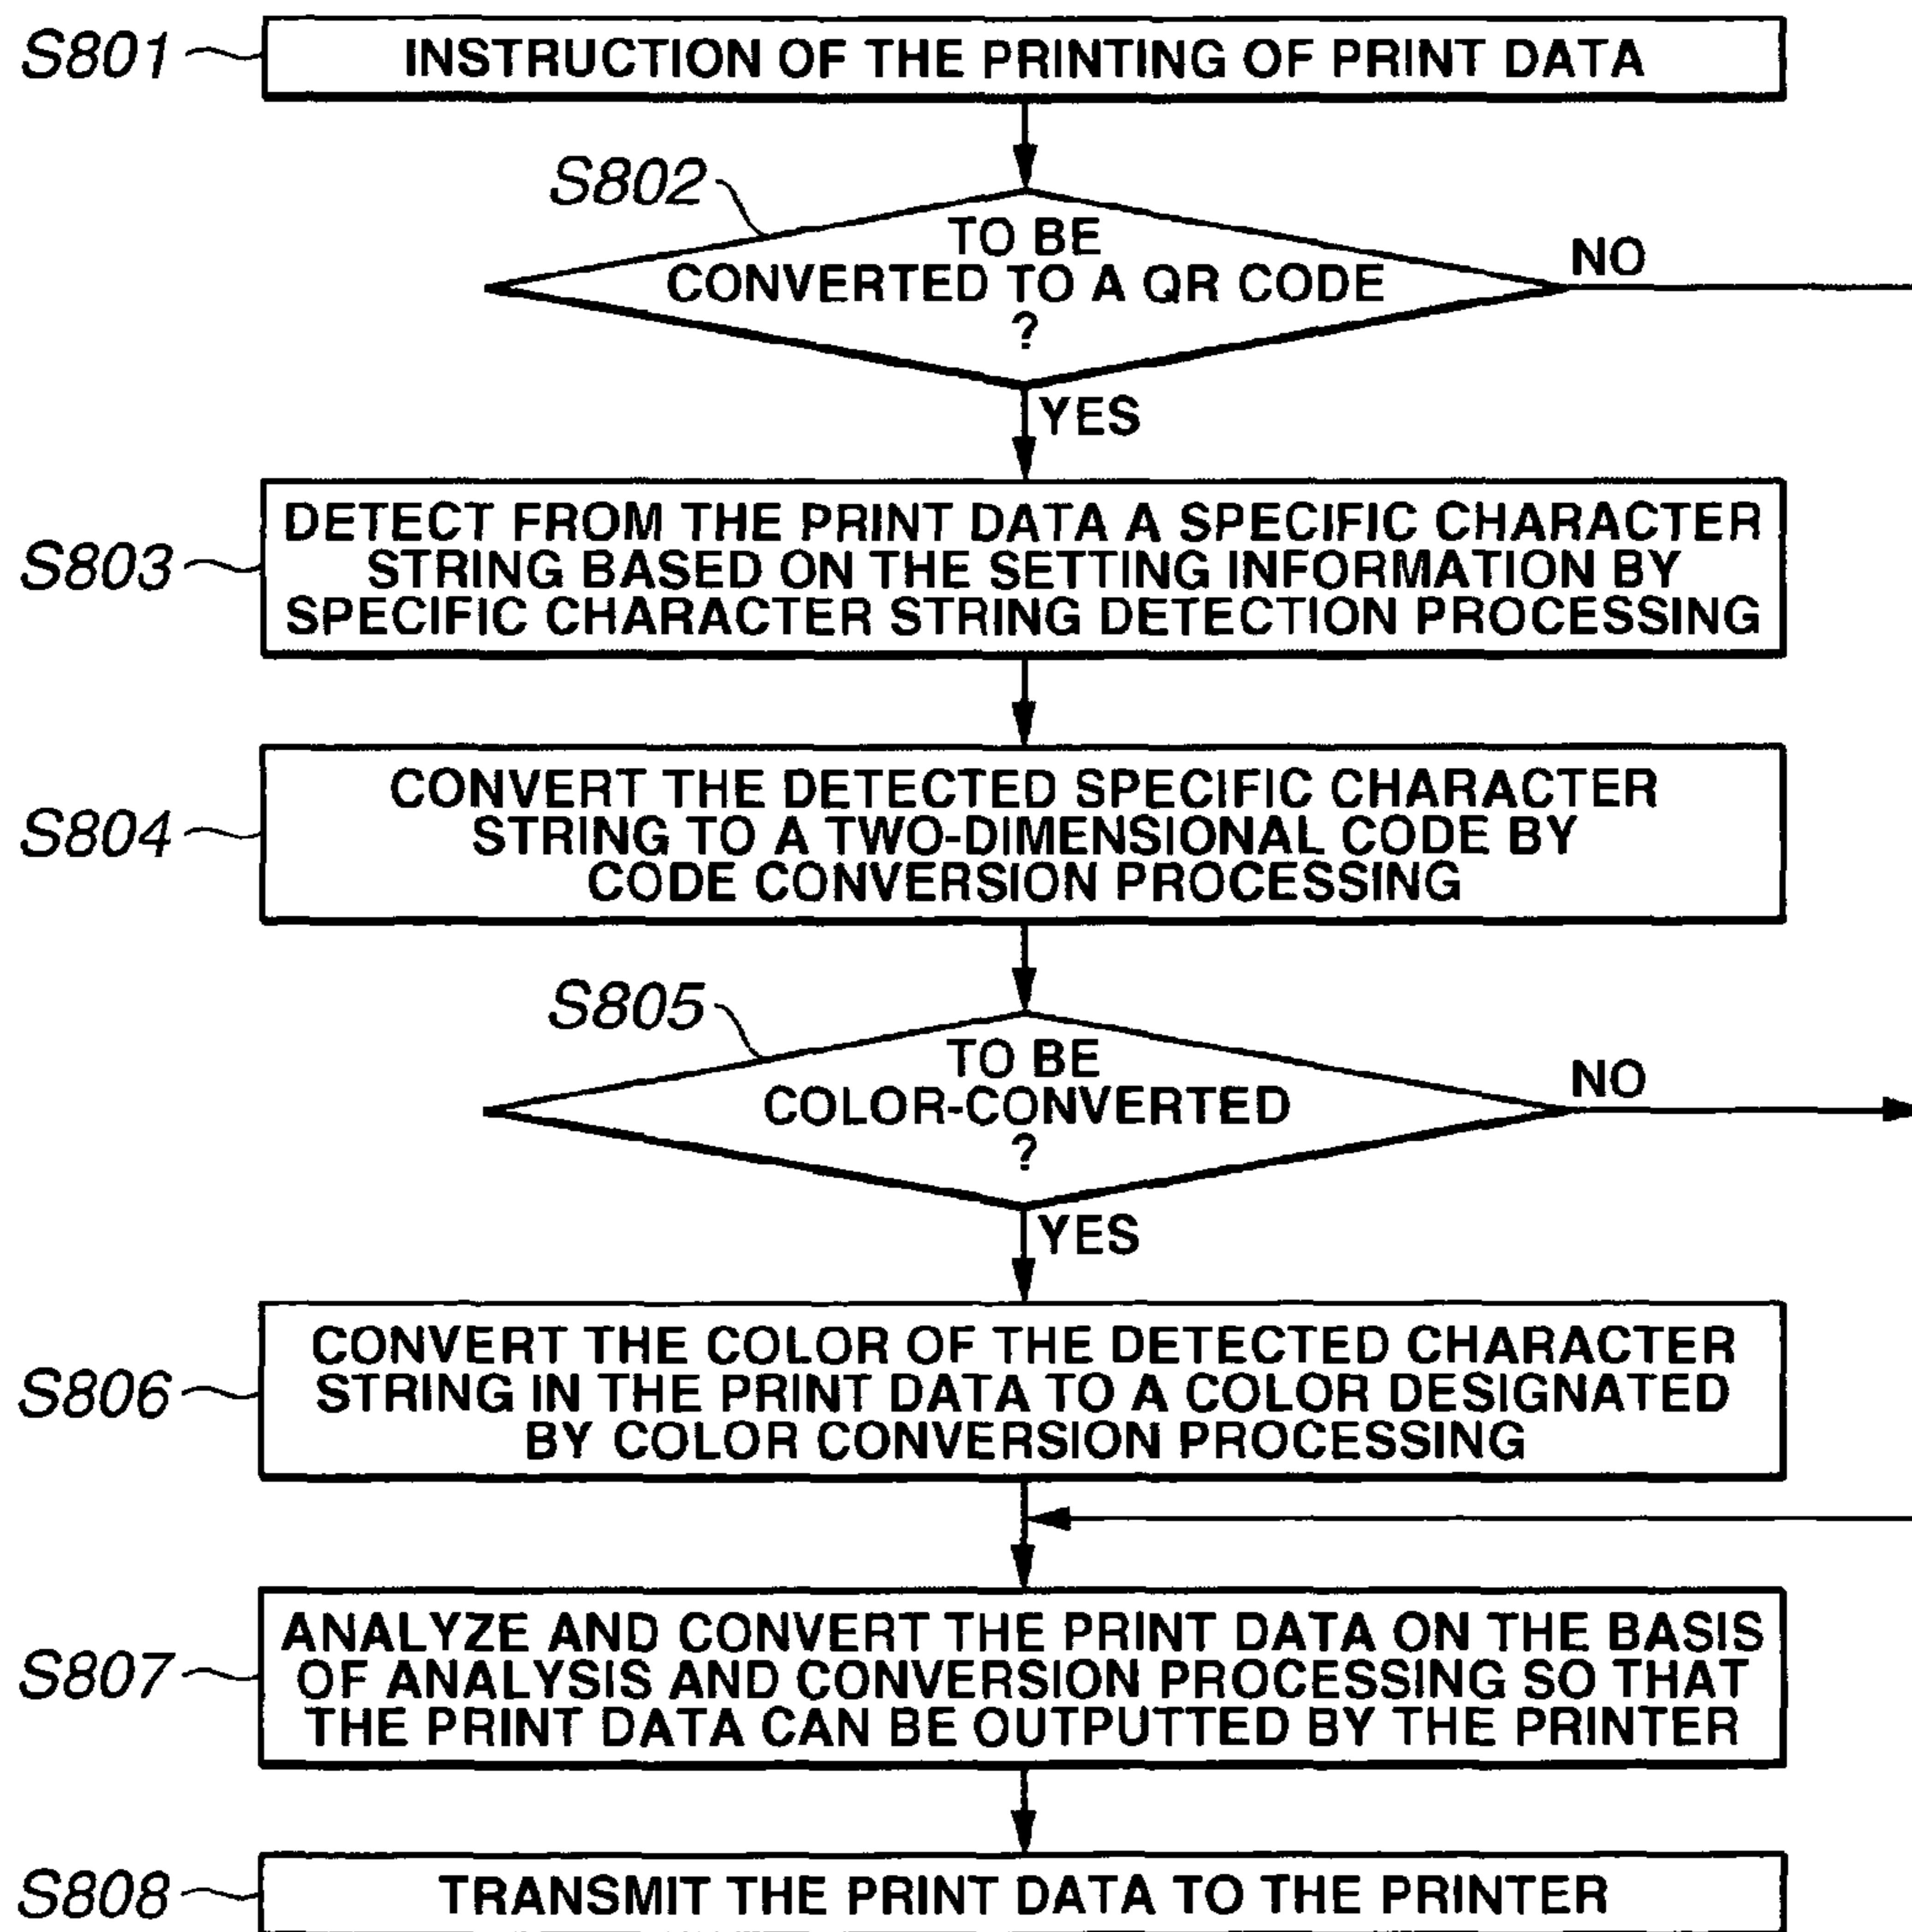 S801
INSTRUCTION OF THE PRINTING OF PRINT DATA
S802
TO BE
CONVERTED TO A QR CODE
?
NO
YES
S803
DETECT FROM THE PRINT DATA A SPECIFIC CHARACTER
STRING BASED ON THE SETTING INFORMATION BY
SPECIFIC CHARACTER STRING DETECTION PROCESSING
S804
CONVERT THE DETECTED SPECIFIC CHARACTER
STRING TO A TWO-DIMENSIONAL CODE BY
CODE CONVERSION PROCESSING
S805
TO BE
COLOR-CONVERTED
?
NO
YES
S806
CONVERT THE COLOR OF THE DETECTED CHARACTER
STRING IN THE PRINT DATA TO A COLOR DESIGNATED
BY COLOR CONVERSION PROCESSING
S807
ANALYZE AND CONVERT THE PRINT DATA ON THE BASIS
OF ANALYSIS AND CONVERSION PROCESSING SO THAT
THE PRINT DATA CAN BE OUTPUTTED BY THE PRINTER
S808
TRANSMIT THE PRINT DATA TO THE PRINTER